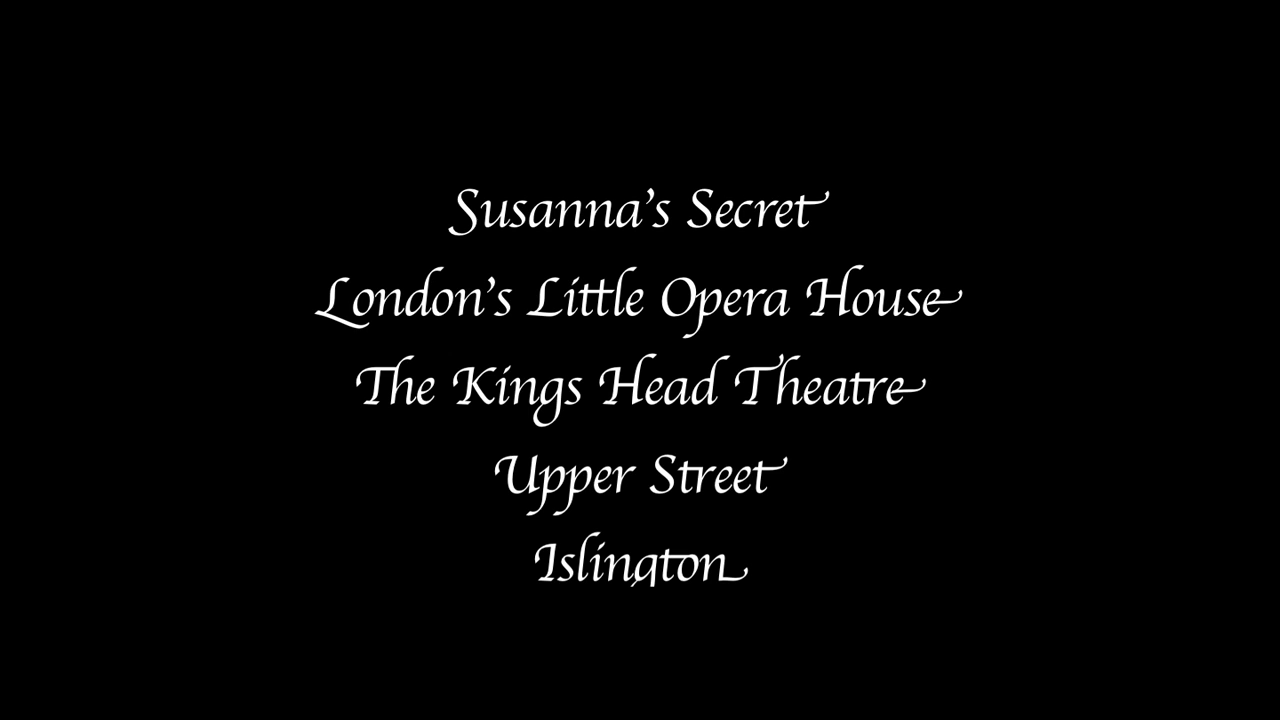 Susanna's Secret
London's Little Opera House
The Kings Head Theatre
Upper Street
Islington